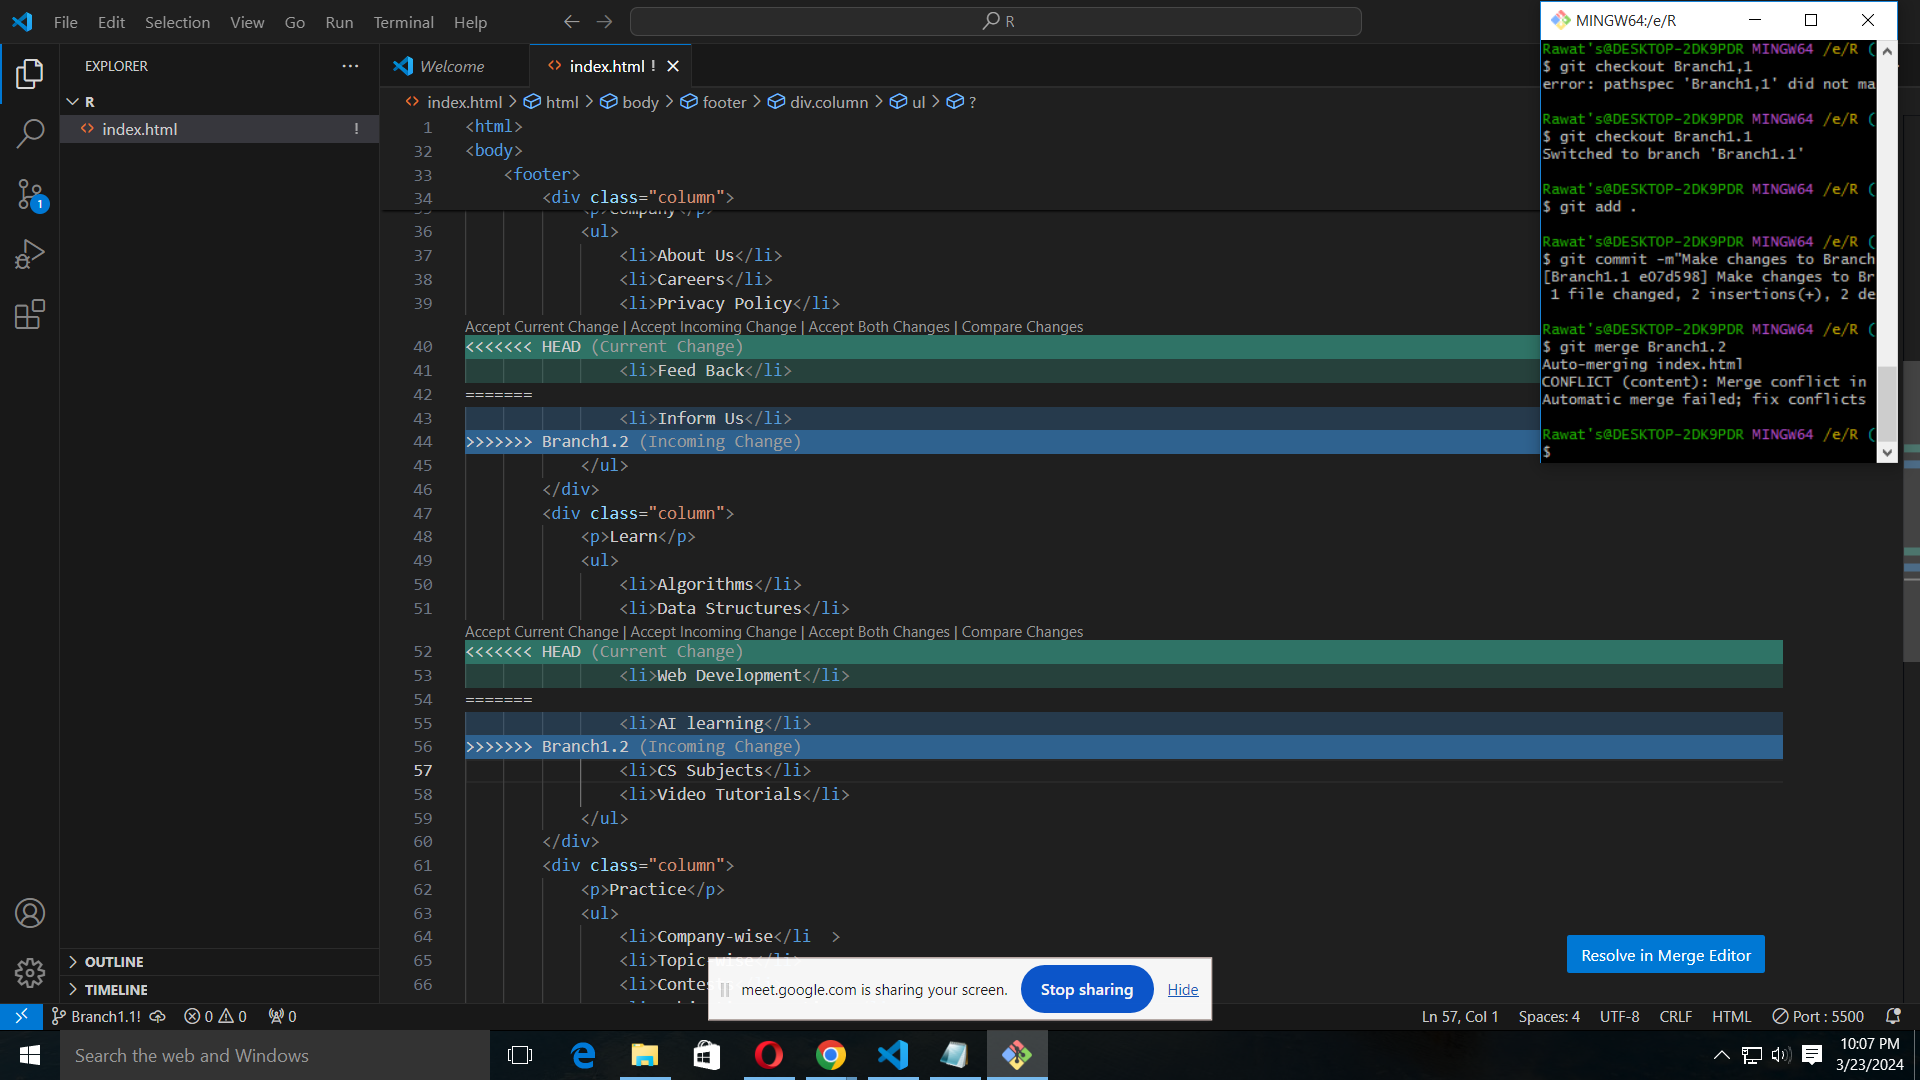 File Edit Selection View Go Run Terminal Help
R
MINGW64:/e/R
EXPLORER
R
index.html !
OUTLINE
TIMELINE
Welcome
index.html !
index.html > html > body > footer > div.column > ul > ?
1 <html>
32 <body>
33 <footer>
34 <div class="column">
35 <p>Company</p>
36 <ul>
37 <li>About Us</li>
38 <li>Careers</li>
39 <li>Privacy Policy</li>
Accept Current Change | Accept Incoming Change | Accept Both Changes | Compare Changes
40 <<<<<<< HEAD (Current Change)
41 <li>Feed Back</li>
42 =======
43 <li>Inform Us</li>
44 >>>>>>> Branch1.2 (Incoming Change)
45 </ul>
46 </div>
47 <div class="column">
48 <p>Learn</p>
49 <ul>
50 <li>Algorithms</li>
51 <li>Data Structures</li>
Accept Current Change | Accept Incoming Change | Accept Both Changes | Compare Changes
52 <<<<<<< HEAD (Current Change)
53 <li>Web Development</li>
54 =======
55 <li>AI learning</li>
56 >>>>>>> Branch1.2 (Incoming Change)
57 <li>CS Subjects</li>
58 <li>Video Tutorials</li>
59 </ul>
60 </div>
61 <div class="column">
62 <p>Practice</p>
63 <ul>
64 <li>Company-wise</li >
65 <li>Topic-wise</li>
66 <li>Conte
Rawat's@DESKTOP-2DK9PDR MINGW64 /e/R (
$ git checkout Branch1,1
error: pathspec 'Branch1,1' did not ma
Rawat's@DESKTOP-2DK9PDR MINGW64 /e/R (
$ git checkout Branch1.1
Switched to branch 'Branch1.1'
Rawat's@DESKTOP-2DK9PDR MINGW64 /e/R (
$ git add .
Rawat's@DESKTOP-2DK9PDR MINGW64 /e/R (
$ git commit -m"Make changes to Branch
[Branch1.1 e07d598] Make changes to Br
1 file changed, 2 insertions(+), 2 de
Rawat's@DESKTOP-2DK9PDR MINGW64 /e/R (
$ git merge Branch1.2
Auto-merging index.html
CONFLICT (content): Merge conflict in
Automatic merge failed; fix conflicts
Rawat's@DESKTOP-2DK9PDR MINGW64 /e/R (
$
Resolve in Merge Editor
meet.google.com is sharing your screen. Stop sharing Hide
1
Branch1.1! 0 0 0 Ln 57, Col 1 Spaces: 4 UTF-8 CRLF HTML Port : 5500
Search the web and Windows
10:07 PM
3/23/2024